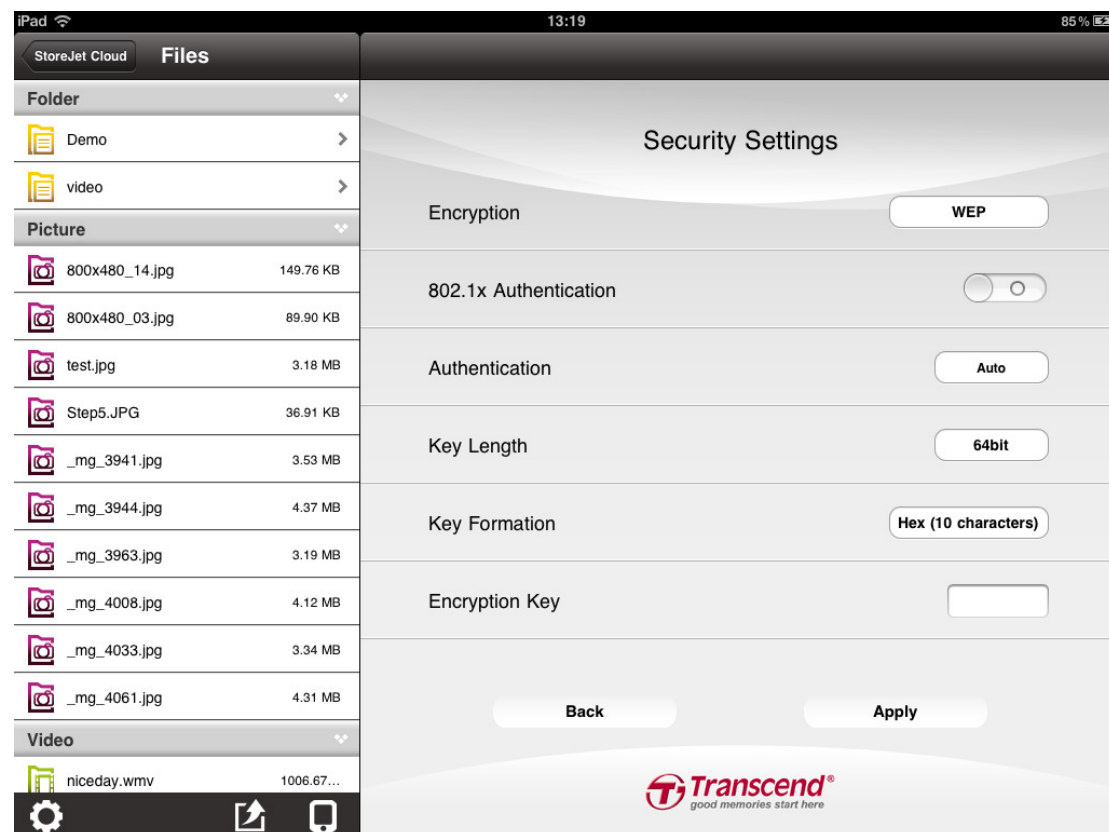 iPad 13:19 85%
StoreJet Cloud Files
Folder
Demo
video
Picture
800x480_14.jpg 149.76 KB
800x480_03.jpg 89.90 KB
test.jpg 3.18 MB
Step5.JPG 36.91 KB
_mg_3941.jpg 3.53 MB
_mg_3944.jpg 4.37 MB
_mg_3963.jpg 3.19 MB
_mg_4008.jpg 4.12 MB
_mg_4033.jpg 3.34 MB
_mg_4061.jpg 4.31 MB
Video
niceday.wmv 1006.67...
Security Settings
Encryption WEP
802.1x Authentication
Authentication Auto
Key Length 64bit
Key Formation Hex (10 characters)
Encryption Key
Back Apply
Transcend®
good memories start here